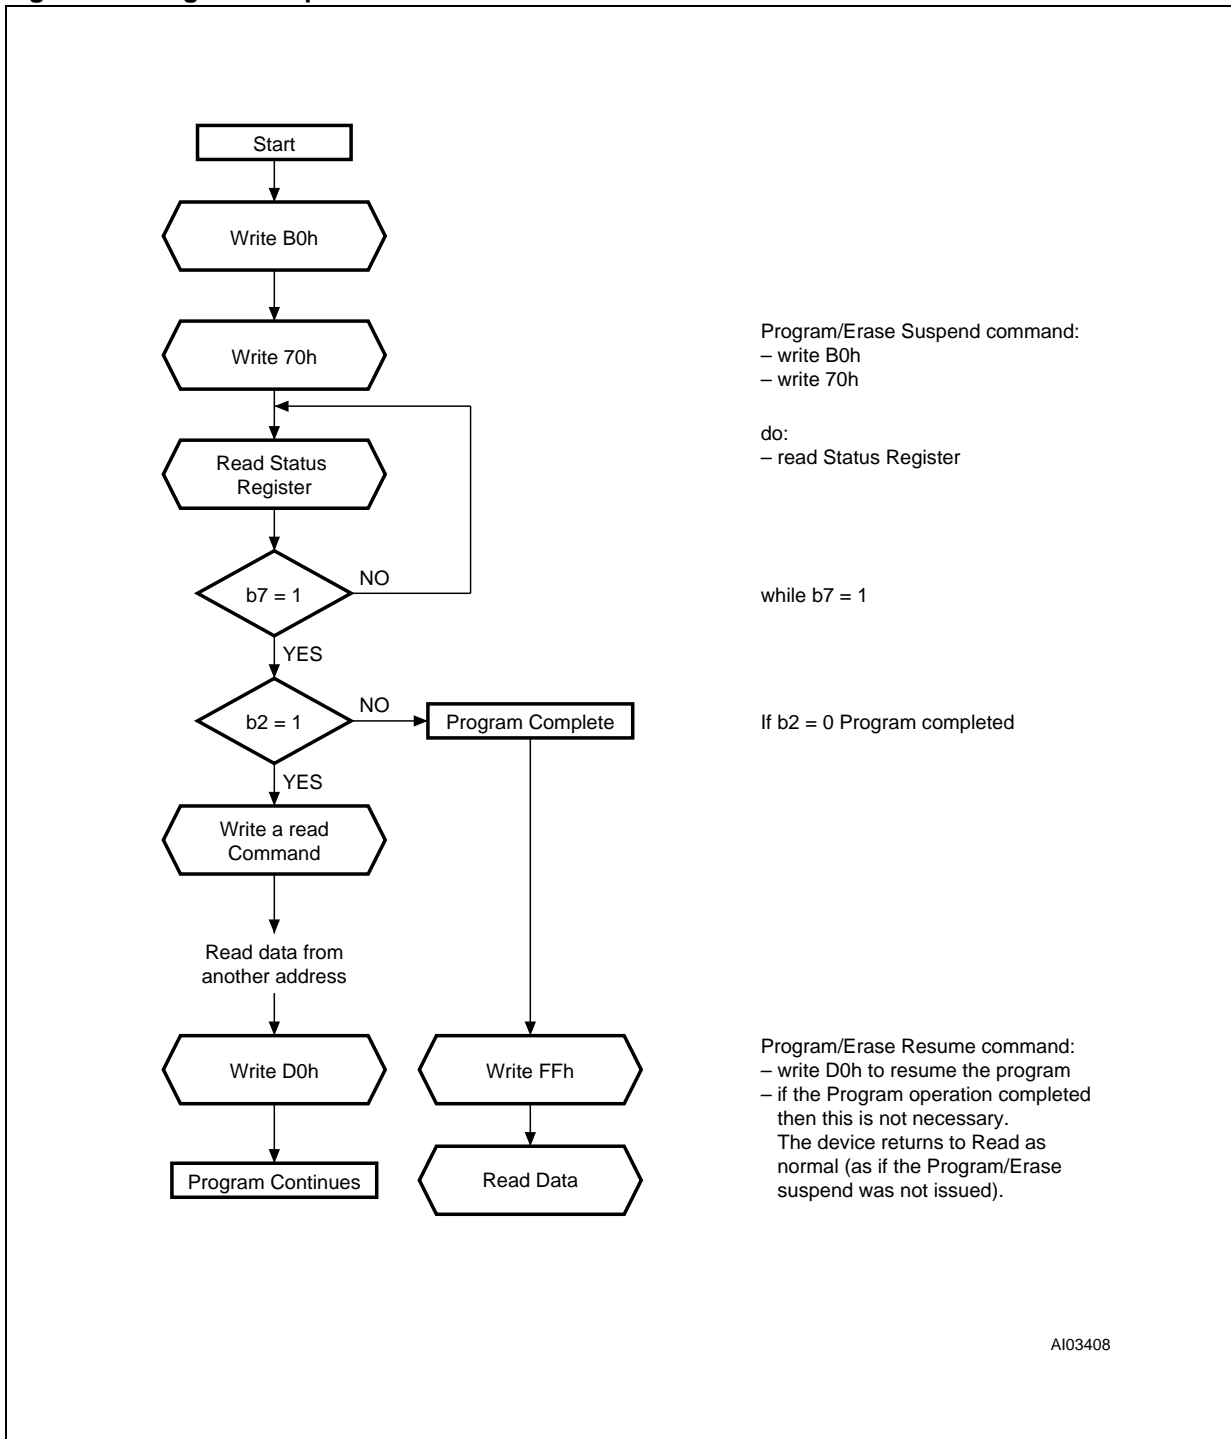 Start
Write B0h
Write 70h
Read Status
Register
b7 = 1
NO
YES
b2 = 1
NO
Program Complete
YES
Write a read
Command
Read data from
another address
Write D0h
Write FFh
Program Continues
Read Data
Program/Erase Suspend command:
– write B0h
– write 70h
do:
– read Status Register
while b7 = 1
If b2 = 0 Program completed
Program/Erase Resume command:
– write D0h to resume the program
– if the Program operation completed
then this is not necessary.
The device returns to Read as
normal (as if the Program/Erase
suspend was not issued).
AI03408